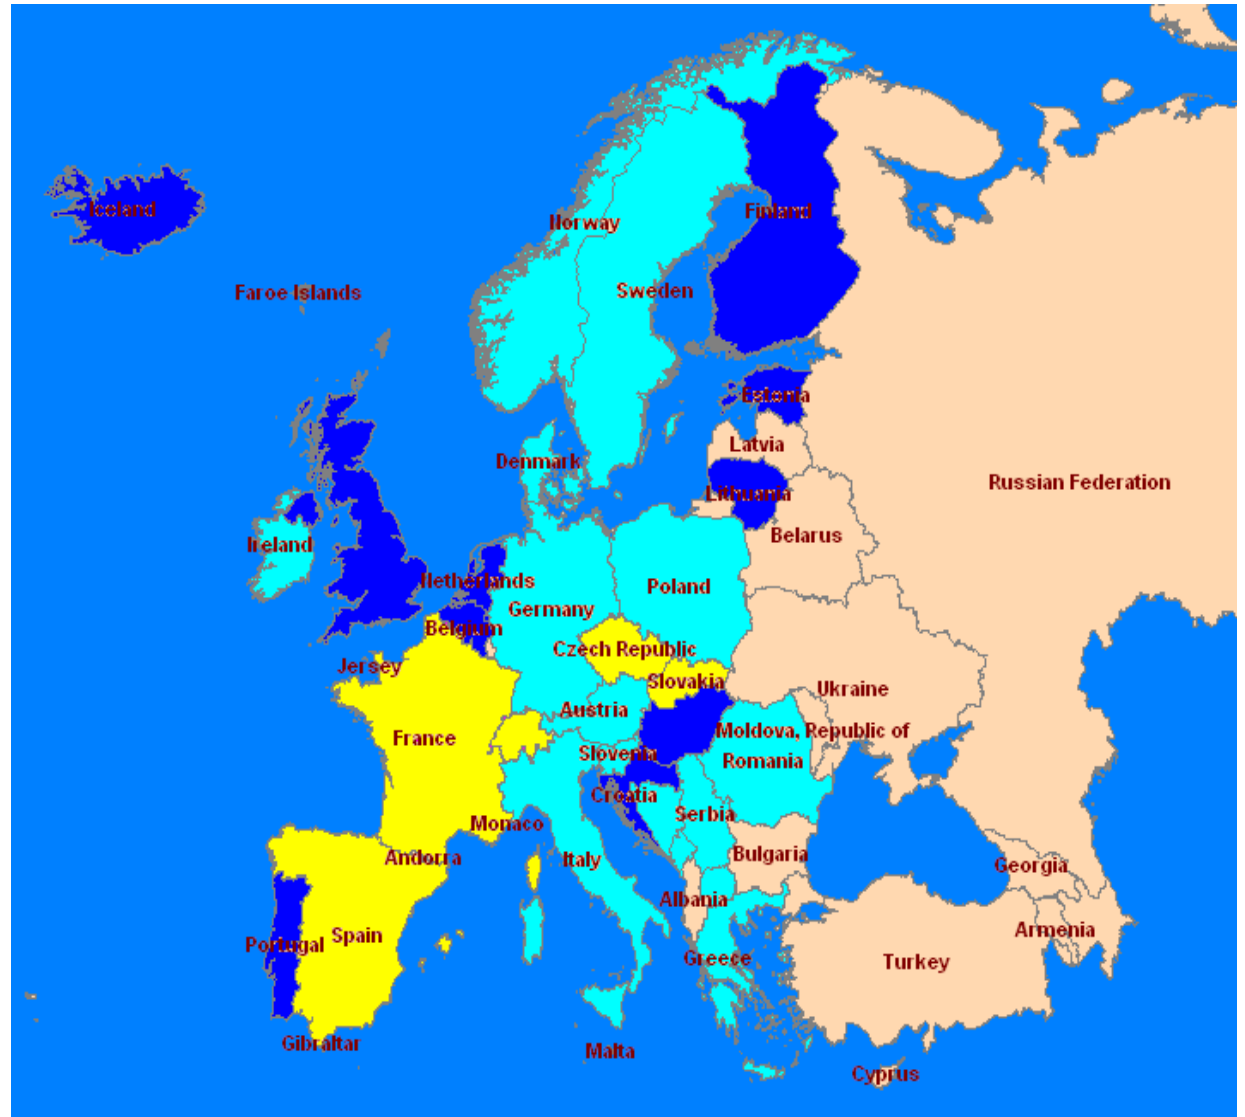 Iceland
Norway
Finland
Faroe Islands
Sweden
Estonia
Latvia
Denmark
Russian Federation
Lithuania
Belarus
Ireland
Netherlands
Poland
Germany
Belgium
Czech Republic
Jersey
Slovakia
Ukraine
Austria
Moldova, Republic of
France
Slovenia
Romania
Croatia
Serbia
Monaco
Bulgaria
Andorra
Italy
Georgia
Albania
Armenia
Spain
Portugal
Greece
Turkey
Gibraltar
Malta
Cyprus